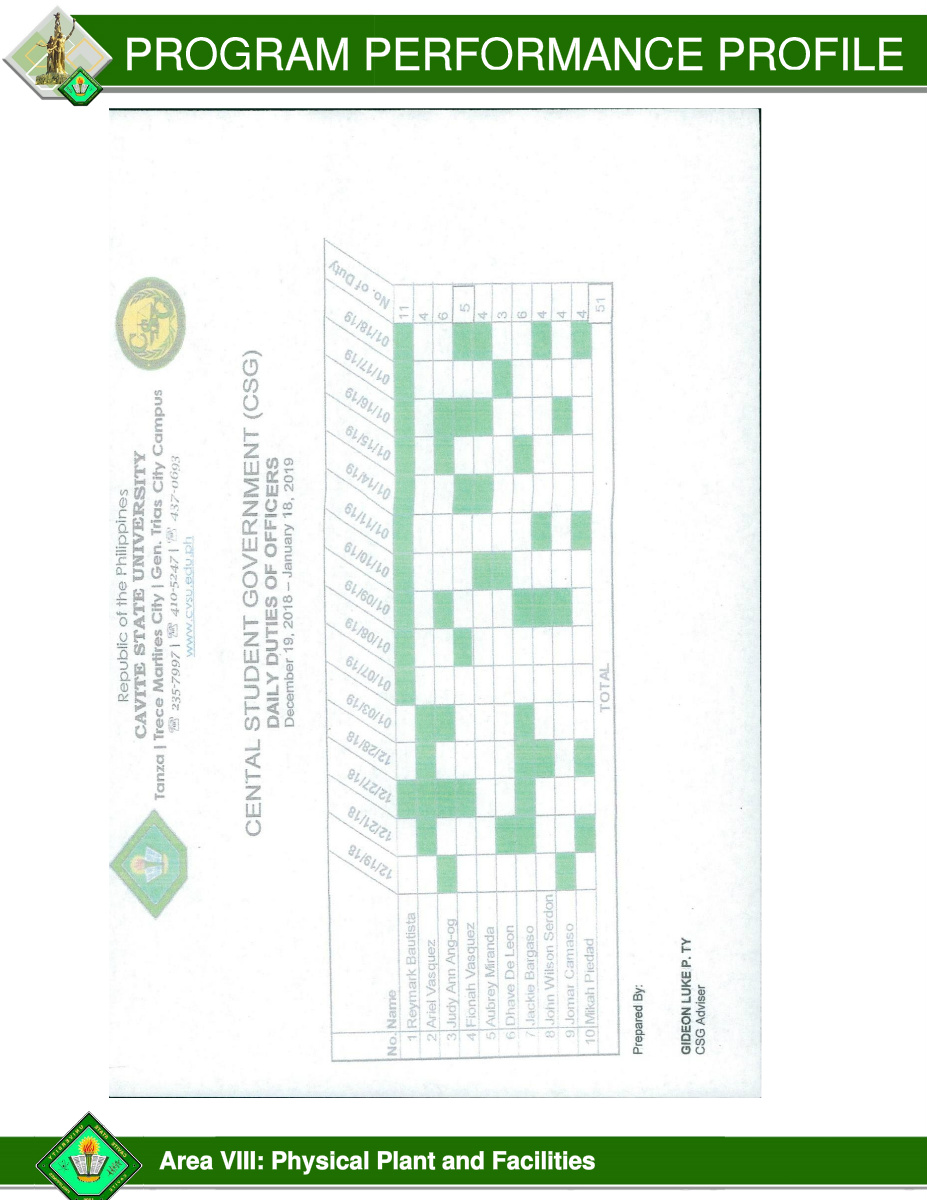 PROGRAM PERFORMANCE PROFILE
Republic of the Philippines
CAVITE STATE UNIVERSITY
Tanza | Trece Martires City | Gen. Trias City Campus
☏ 235-7997 | ☏ 410-5247 | ☏ 437-0693
www.cvsu.edu.ph
CENTAL STUDENT GOVERNMENT (CSG)
DAILY DUTIES OF OFFICERS
December 19, 2018 – January 18, 2019
No. Name 12/19/18 12/21/18 12/27/18 12/28/18 01/03/19 01/07/19 01/08/19 01/09/19 01/10/19 01/11/19 01/14/19 01/15/19 01/16/19 01/17/19 01/18/19 No. of Duty
1 Reymark Bautista 11
2 Ariel Vasquez 4
3 Judy Ann Ang-og 6
4 Fionah Vasquez 5
5 Aubrey Miranda 4
6 Dhave De Leon 3
7 Jackie Bargaso 6
8 John Wilson Serdon 4
9 Jomar Camaso 4
10 Mikah Piedad 4
TOTAL 51
Prepared By:
GIDEON LUKE P. TY
CSG Adviser
Area VIII: Physical Plant and Facilities